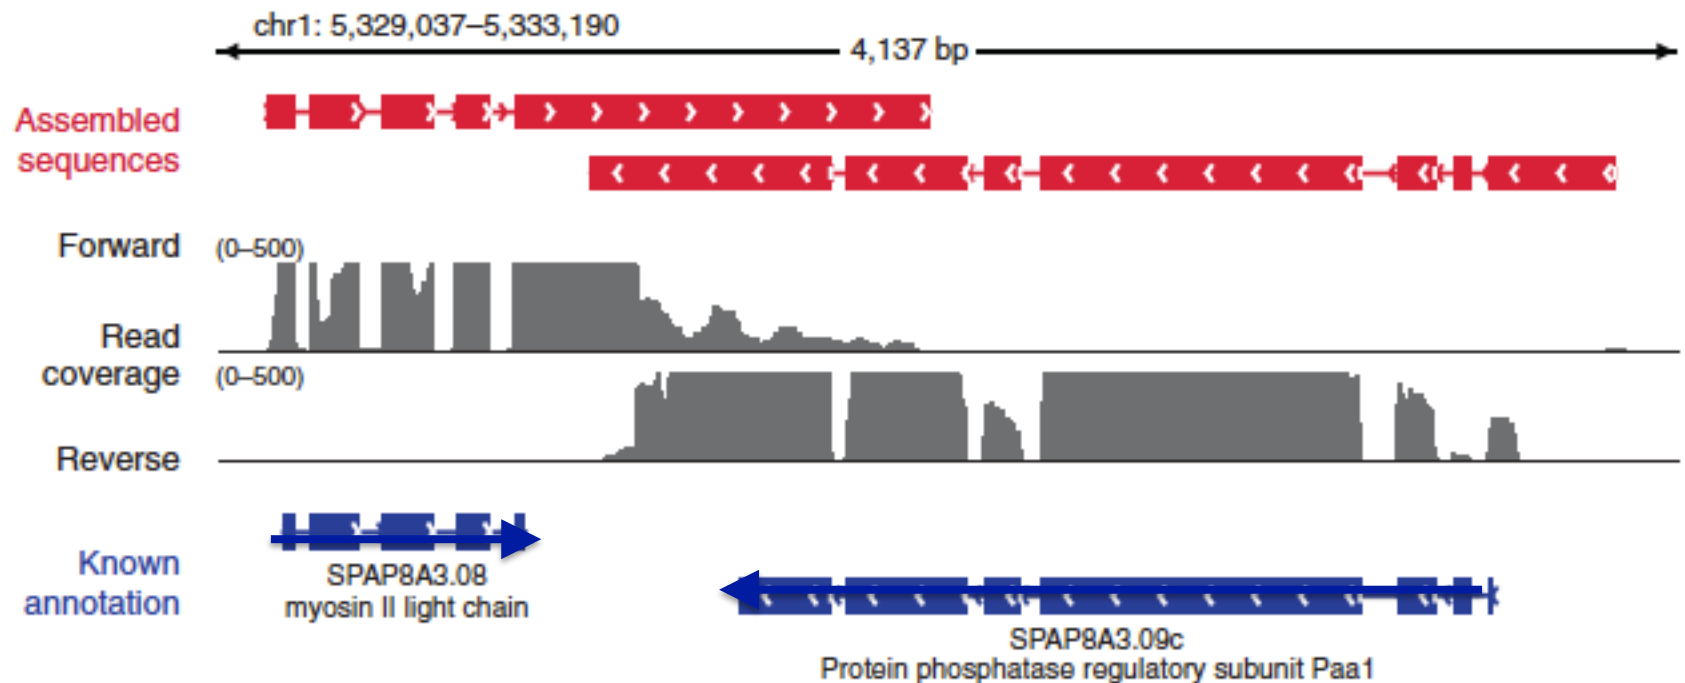 chr1: 5,329,037–5,333,190
4,137 bp
Assembled
sequences
Forward
(0–500)
Read
coverage
(0–500)
Reverse
Known
annotation
SPAP8A3.08
myosin II light chain
SPAP8A3.09c
Protein phosphatase regulatory subunit Paa1